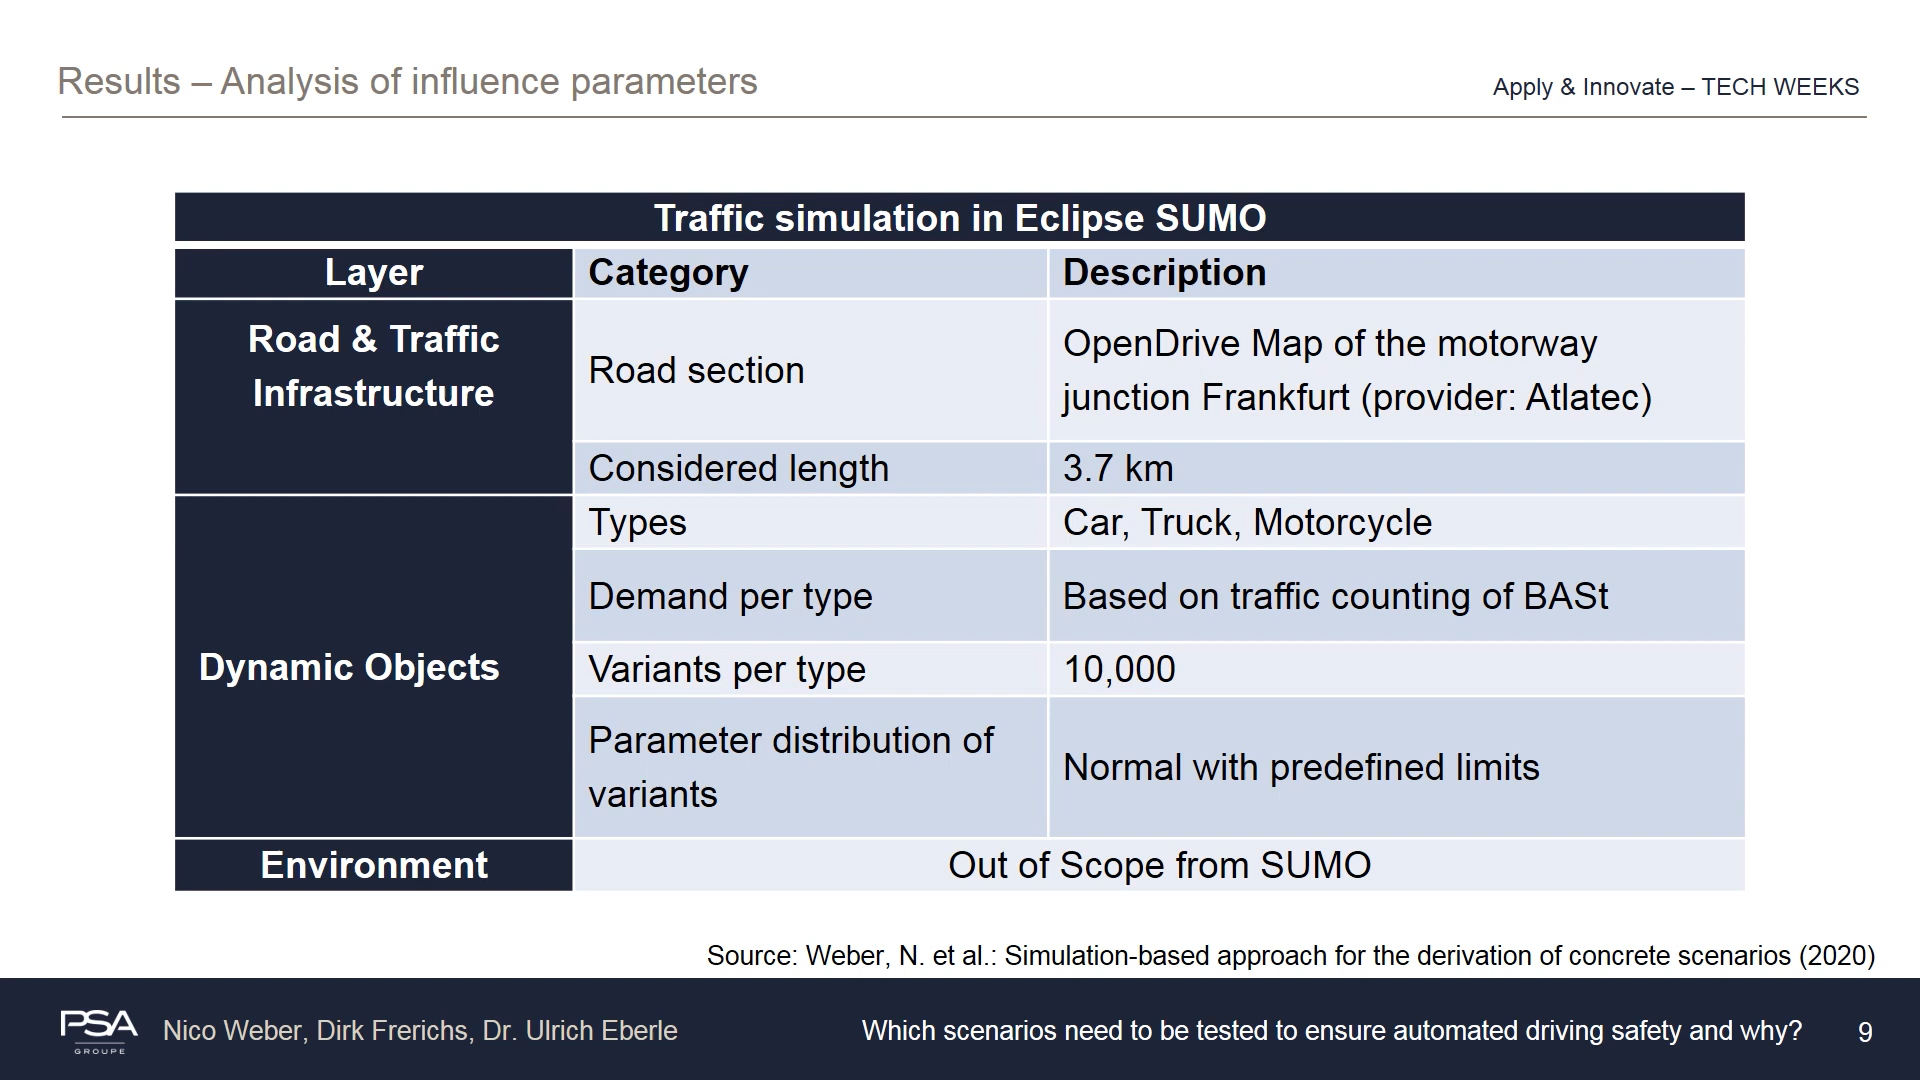 Results – Analysis of influence parameters
Apply & Innovate – TECH WEEKS
Traffic simulation in Eclipse SUMO
Layer
Category
Description
Road & Traffic
Infrastructure
Road section
OpenDrive Map of the motorway
junction Frankfurt (provider: Atlatec)
Considered length
3.7 km
Dynamic Objects
Types
Car, Truck, Motorcycle
Demand per type
Based on traffic counting of BASt
Variants per type
10,000
Parameter distribution of
variants
Normal with predefined limits
Environment
Out of Scope from SUMO
Source: Weber, N. et al.: Simulation-based approach for the derivation of concrete scenarios (2020)
PSA
GROUPE
Nico Weber, Dirk Frerichs, Dr. Ulrich Eberle
Which scenarios need to be tested to ensure automated driving safety and why?
9